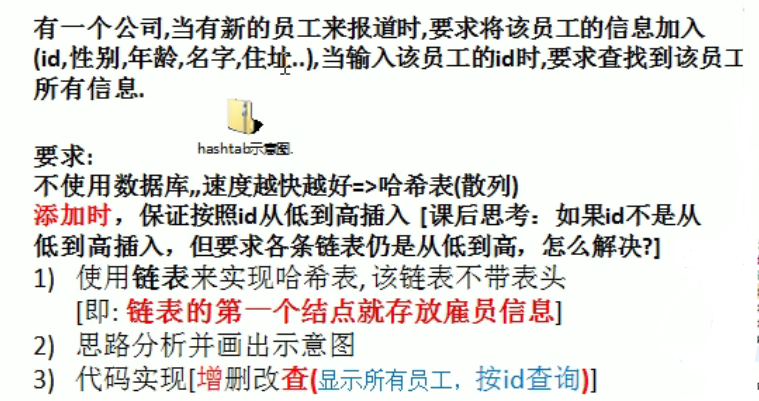 有一个公司,当有新的员工来报道时,要求将该员工的信息加入
(id,性别,年龄,名字,住址..),当输入该员工的id时,要求查找到该员工
所有信息.
hashtab示意图.
要求:
不使用数据库,,速度越快越好=>哈希表(散列)
添加时，保证按照id从低到高插入 [课后思考：如果id不是从
低到高插入，但要求各条链表仍是从低到高，怎么解决?]
1) 使用链表来实现哈希表,该链表不带表头
[即: 链表的第一个结点就存放雇员信息]
2) 思路分析并画出示意图
3) 代码实现[增删改查(显示所有员工，按id查询)]